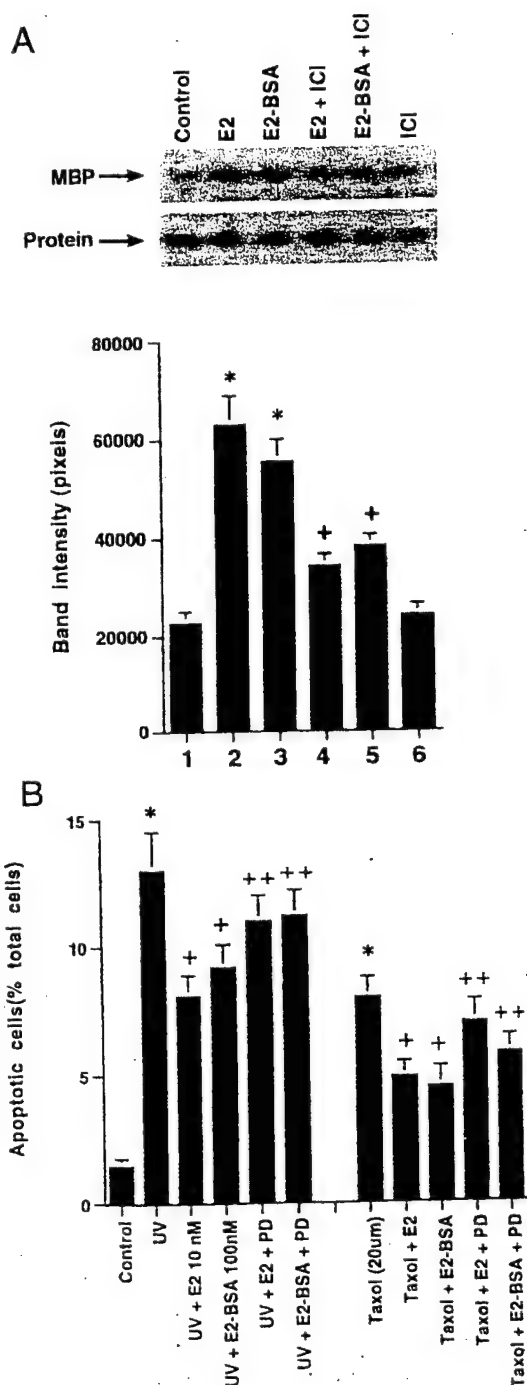 A
Control
E2
E2-BSA
E2 + ICI
E2-BSA + ICI
ICI
MBP
Protein
Band intensity (pixels)
80000
60000
40000
20000
0
*
*
+
+
1 2 3 4 5 6
B
Apoptotic cells(% total cells)
15
10
5
0
*
+
+
++
++
*
+
+
++
++
Control
UV
UV + E2 10 nM
UV + E2-BSA 100nM
UV + E2 + PD
UV + E2-BSA + PD
Taxol (20um)
Taxol + E2
Taxol + E2-BSA
Taxol + E2 + PD
Taxol + E2-BSA + PD